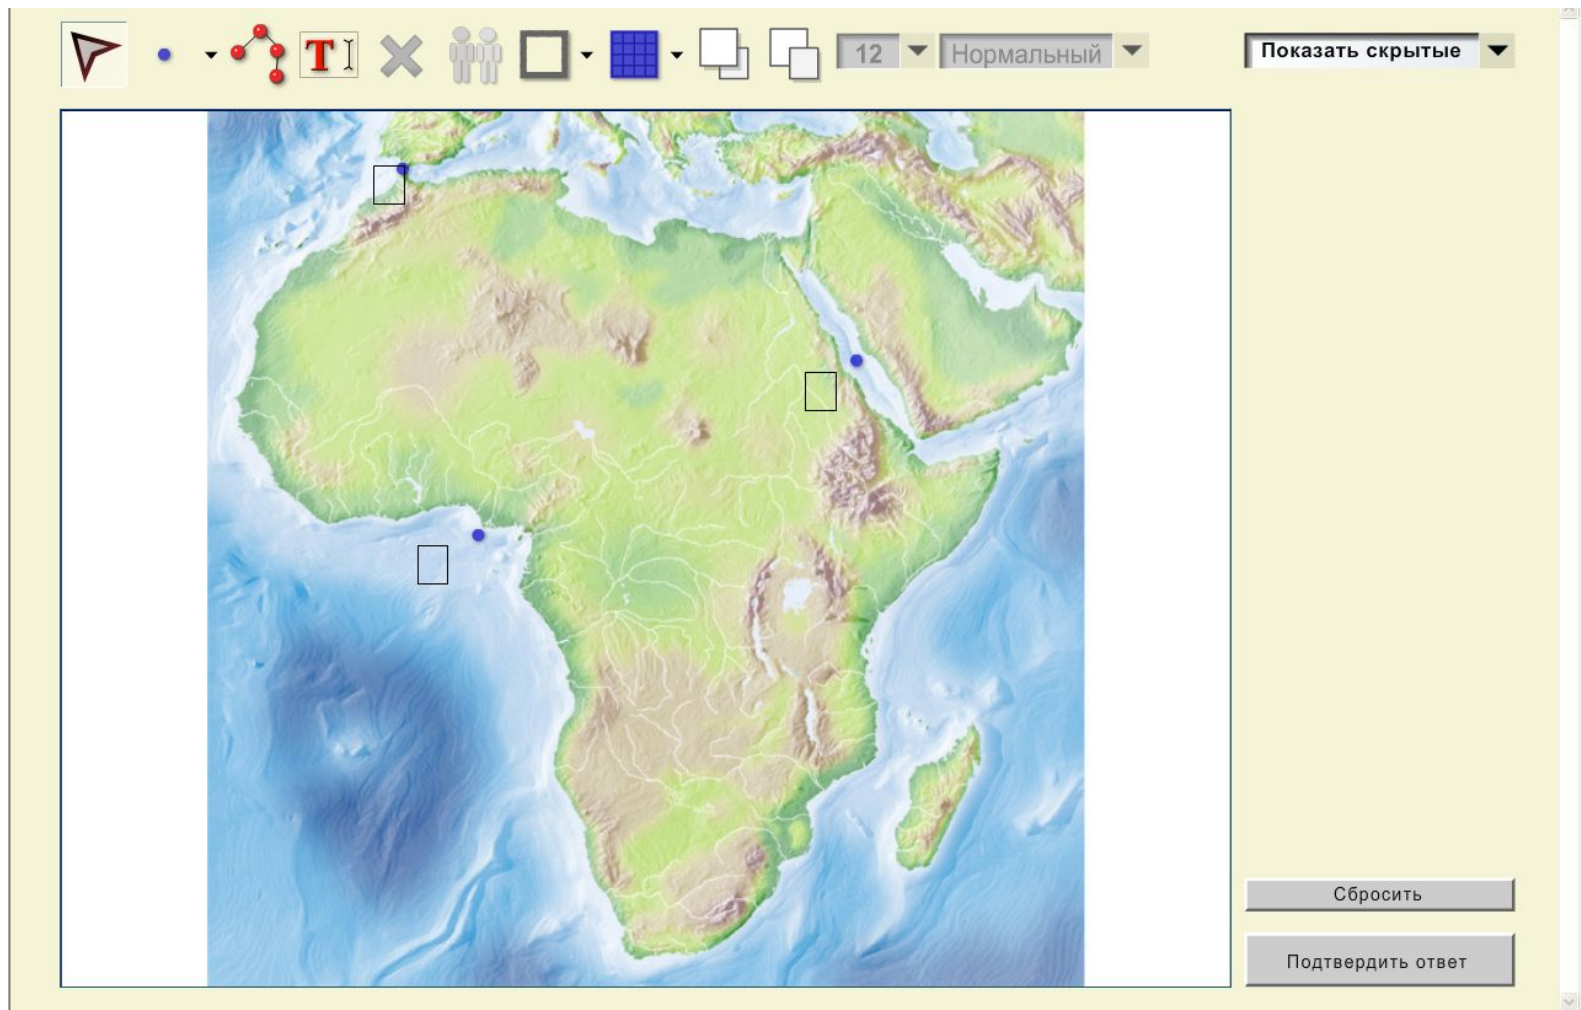 T
12
Нормальный
Показать скрытые
Сбросить
Подтвердить ответ